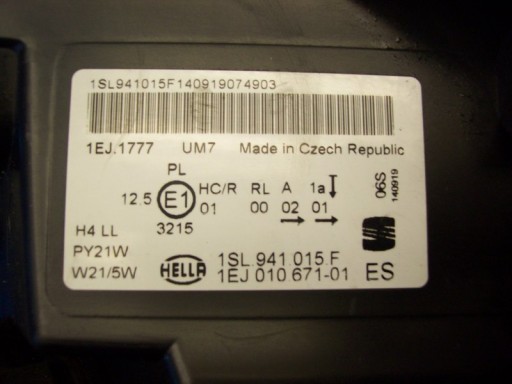 1SL941015F140919074903
1EJ.1777 UM7 Made in Czech Republic
PL
12.5 E1 HC/R RL A 1a
01 00 02 01
3215
06S
140919
H4 LL
PY21W
W21/5W
HELLA
1SL 941 015 F
1EJ 010 671-01
ES